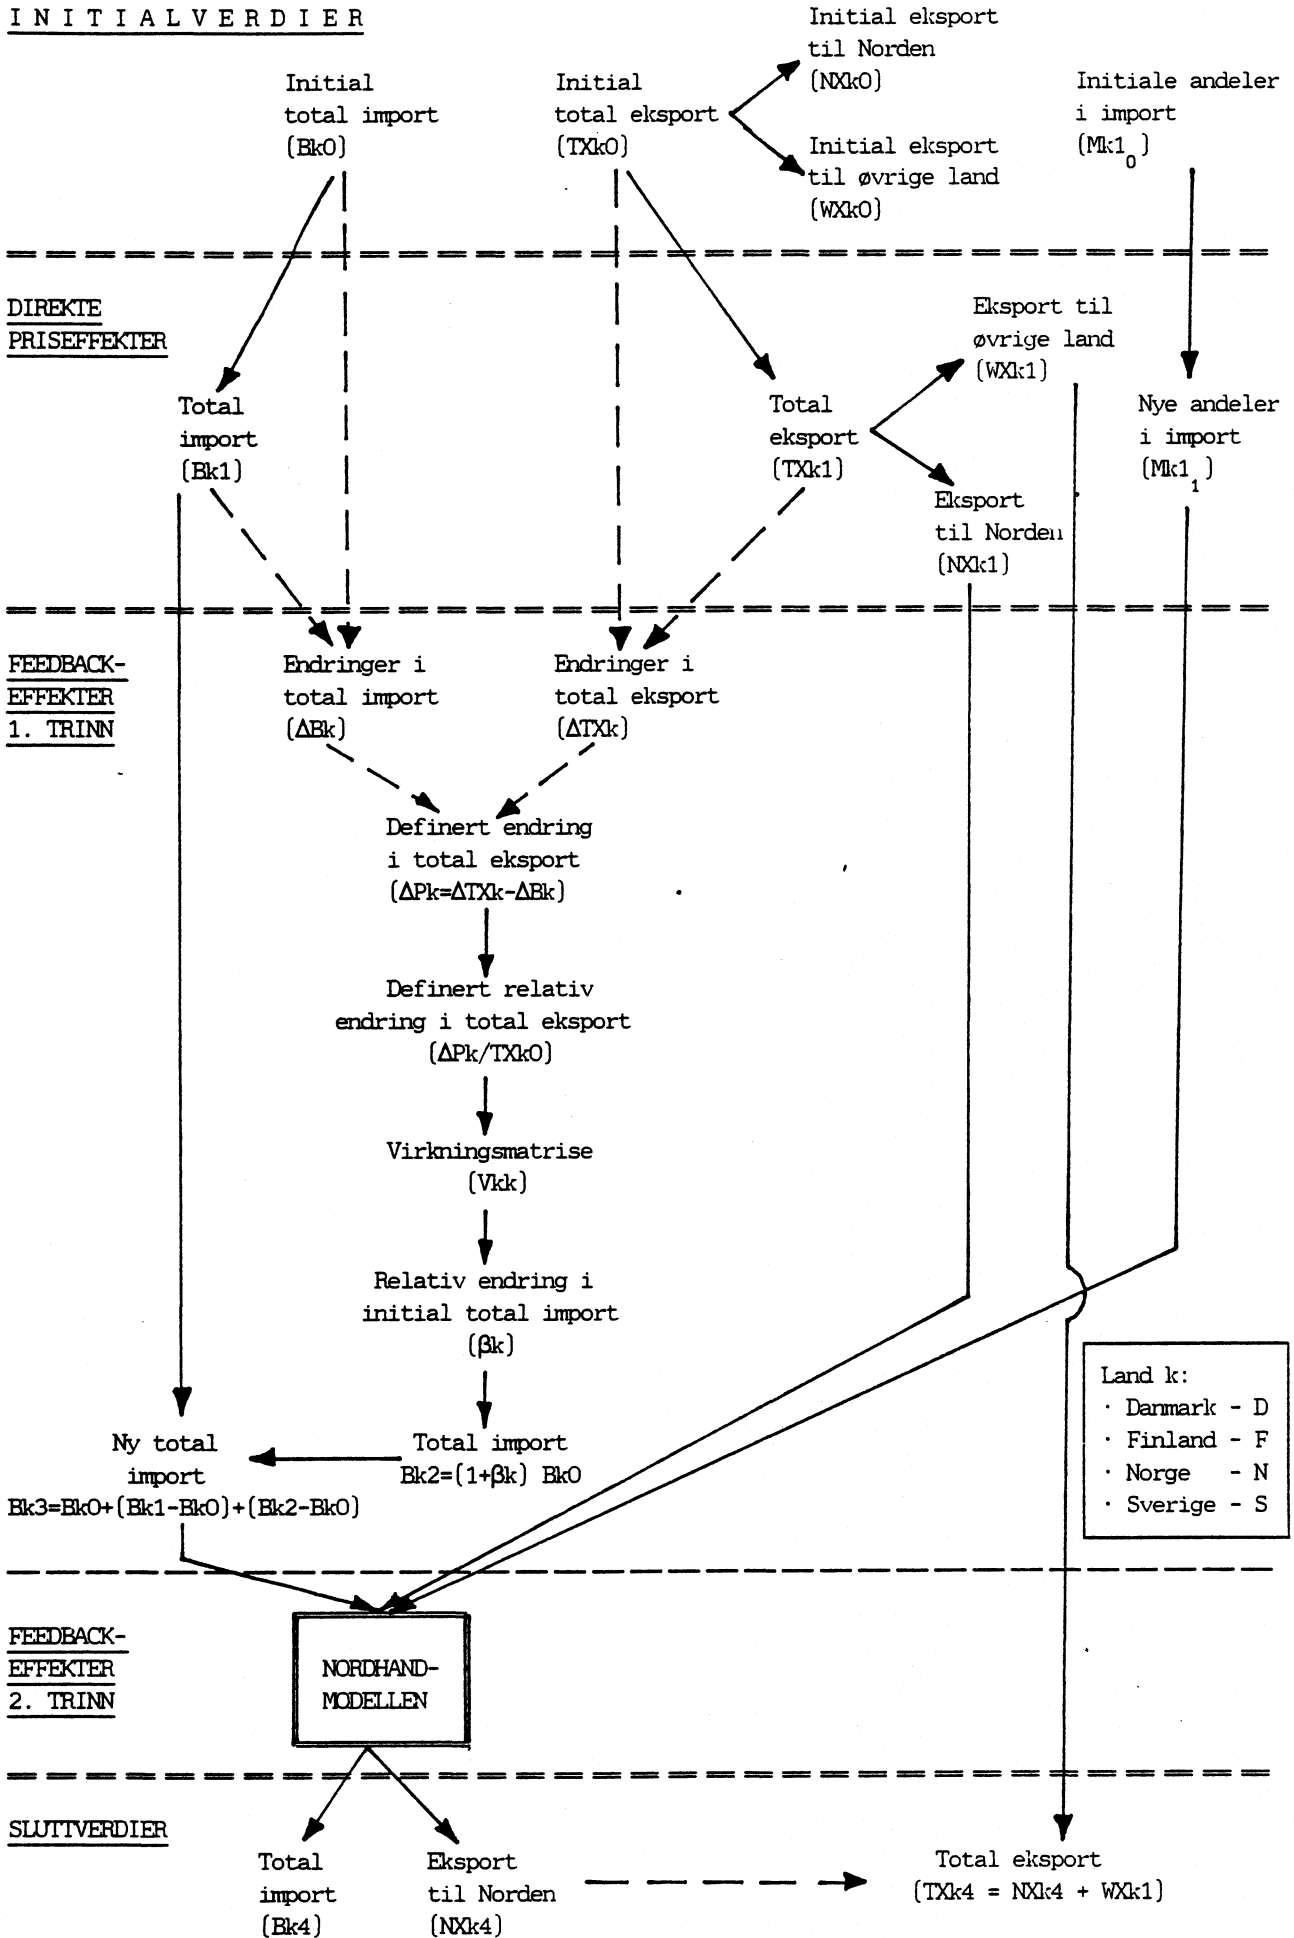 I N I T I A L V E R D I E R
Initial
total import
(Bk0)
Initial
total eksport
(TXk0)
Initial eksport
til Norden
(NXk0)
Initial eksport
til øvrige land
(WXk0)
Initiale andeler
i import
(Mk1₀)
DIREKTE
PRISEFFEKTER
Total
import
(Bk1)
Total
eksport
(TXk1)
Eksport til
øvrige land
(WXk1)
Eksport
til Norden
(NXk1)
Nye andeler
i import
(Mk1₁)
FEEDBACK-
EFFEKTER
1. TRINN
Endringer i
total import
(ΔBk)
Endringer i
total eksport
(ΔTXk)
Definert endring
i total eksport
(ΔPk=ΔTXk-ΔBk)
Definert relativ
endring i total eksport
(ΔPk/TXk0)
Virkningsmatrise
(Vkk)
Relativ endring i
initial total import
(βk)
Total import
Bk2=(1+βk) Bk0
Ny total
import
Bk3=Bk0+(Bk1-Bk0)+(Bk2-Bk0)
Land k:
· Danmark - D
· Finland - F
· Norge - N
· Sverige - S
FEEDBACK-
EFFEKTER
2. TRINN
NORDHAND-
MODELLEN
SLUTTVERDIER
Total
import
(Bk4)
Eksport
til Norden
(NXk4)
Total eksport
(TXk4 = NXk4 + WXk1)